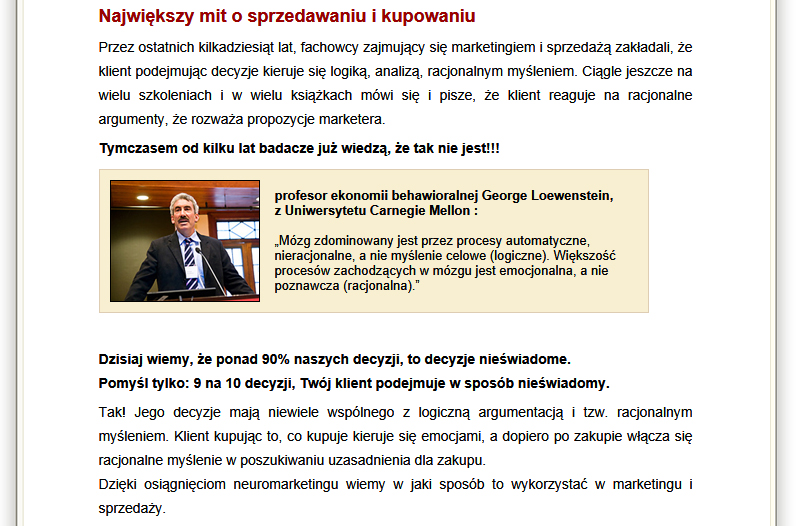 Największy mit o sprzedawaniu i kupowaniu
Przez ostatnich kilkadziesiąt lat, fachowcy zajmujący się marketingiem i sprzedażą zakładali, że
klient podejmując decyzje kieruje się logiką, analizą, racjonalnym myśleniem. Ciągle jeszcze na
wielu szkoleniach i w wielu książkach mówi się i pisze, że klient reaguje na racjonalne
argumenty, że rozważa propozycje marketera.
Tymczasem od kilku lat badacze już wiedzą, że tak nie jest!!!
profesor ekonomii behawioralnej George Loewenstein,
z Uniwersytetu Carnegie Mellon :
„Mózg zdominowany jest przez procesy automatyczne,
nieracjonalne, a nie myślenie celowe (logiczne). Większość
procesów zachodzących w mózgu jest emocjonalna, a nie
poznawcza (racjonalna).”
Dzisiaj wiemy, że ponad 90% naszych decyzji, to decyzje nieświadome.
Pomyśl tylko: 9 na 10 decyzji, Twój klient podejmuje w sposób nieświadomy.
Tak! Jego decyzje mają niewiele wspólnego z logiczną argumentacją i tzw. racjonalnym
myśleniem. Klient kupując to, co kupuje kieruje się emocjami, a dopiero po zakupie włącza się
racjonalne myślenie w poszukiwaniu uzasadnienia dla zakupu.
Dzięki osiągnięciom neuromarketingu wiemy w jaki sposób to wykorzystać w marketingu i
sprzedaży.